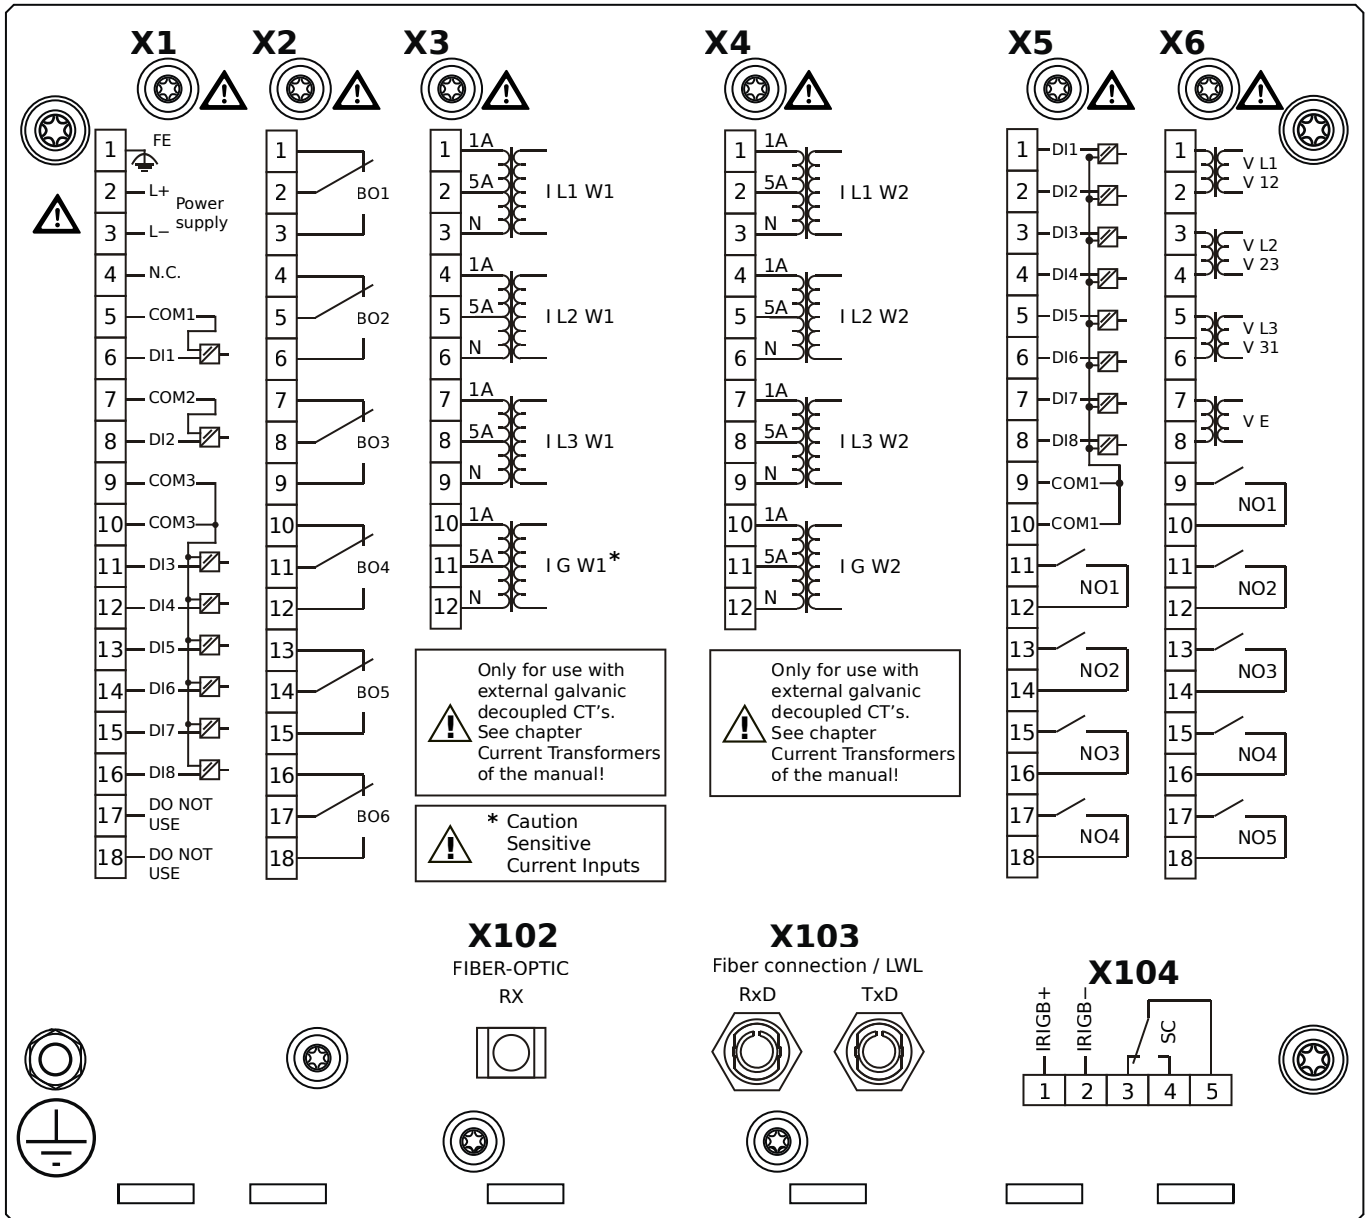 X1 X2 X3 X4 X5 X6
1 FE
2 L+
Power
supply
3 L−
4 N.C.
5 COM1
6 DI1
7 COM2
8 DI2
9 COM3
10 COM3
11 DI3
12 DI4
13 DI5
14 DI6
15 DI7
16 DI8
17 DO NOT
USE
18 DO NOT
USE
1
2 BO1
3
4
5 BO2
6
7
8 BO3
9
10
11 BO4
12
13
14 BO5
15
16
17 BO6
18
1 1A
2 5A I L1 W1
3 N
4 1A
5 5A I L2 W1
6 N
7 1A
8 5A I L3 W1
9 N
10 1A
11 5A I G W1*
12 N
Only for use with
external galvanic
decoupled CT's.
See chapter
Current Transformers
of the manual!
* Caution
Sensitive
Current Inputs
1 1A
2 5A I L1 W2
3 N
4 1A
5 5A I L2 W2
6 N
7 1A
8 5A I L3 W2
9 N
10 1A
11 5A I G W2
12 N
Only for use with
external galvanic
decoupled CT's.
See chapter
Current Transformers
of the manual!
1 DI1
2 DI2
3 DI3
4 DI4
5 DI5
6 DI6
7 DI7
8 DI8
9 COM1
10 COM1
11
NO1
12
13
NO2
14
15
NO3
16
17
NO4
18
1
V L1
V 12
2
3
V L2
V 23
4
5
V L3
V 31
6
7
V E
8
9
NO1
10
11
NO2
12
13
NO3
14
15
NO4
16
17
NO5
18
X102
FIBER-OPTIC
RX
X103
Fiber connection / LWL
RxD TxD
X104
IRIGB+
IRIGB−
SC
1 2 3 4 5